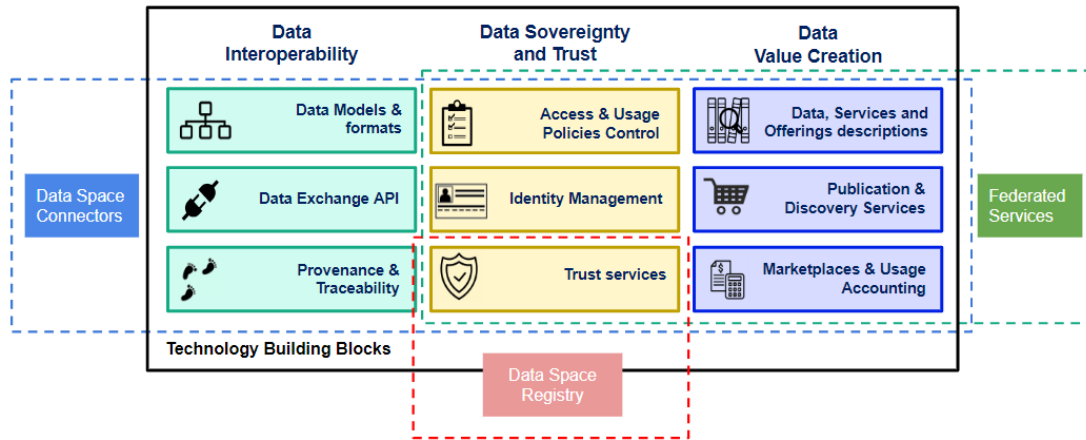 Data
Interoperability
Data Sovereignty
and Trust
Data
Value Creation
Data Models &
formats
Access & Usage
Policies Control
Data, Services and
Offerings descriptions
Data Space
Connectors
Data Exchange API
Identity Management
Publication &
Discovery Services
Federated
Services
Provenance &
Traceability
Trust services
$
Marketplaces & Usage
Accounting
Technology Building Blocks
Data Space
Registry